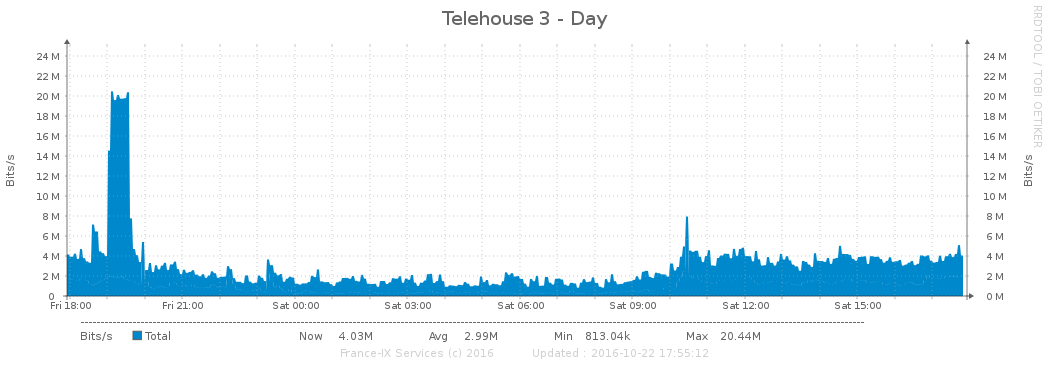 Telehouse 3 - Day
RRDTOOL / TOBI OETIKER
Bits/s
Bits/s
24 M 24 M
22 M 22 M
20 M 20 M
18 M 18 M
16 M 16 M
14 M 14 M
12 M 12 M
10 M 10 M
8 M 8 M
6 M 6 M
4 M 4 M
2 M 2 M
0 0 M
Fri 18:00 Fri 21:00 Sat 00:00 Sat 03:00 Sat 06:00 Sat 09:00 Sat 12:00 Sat 15:00
Bits/s Total Now 4.03M Avg 2.99M Min 813.04k Max 20.44M
France-IX Services (c) 2016 Updated : 2016-10-22 17:55:12